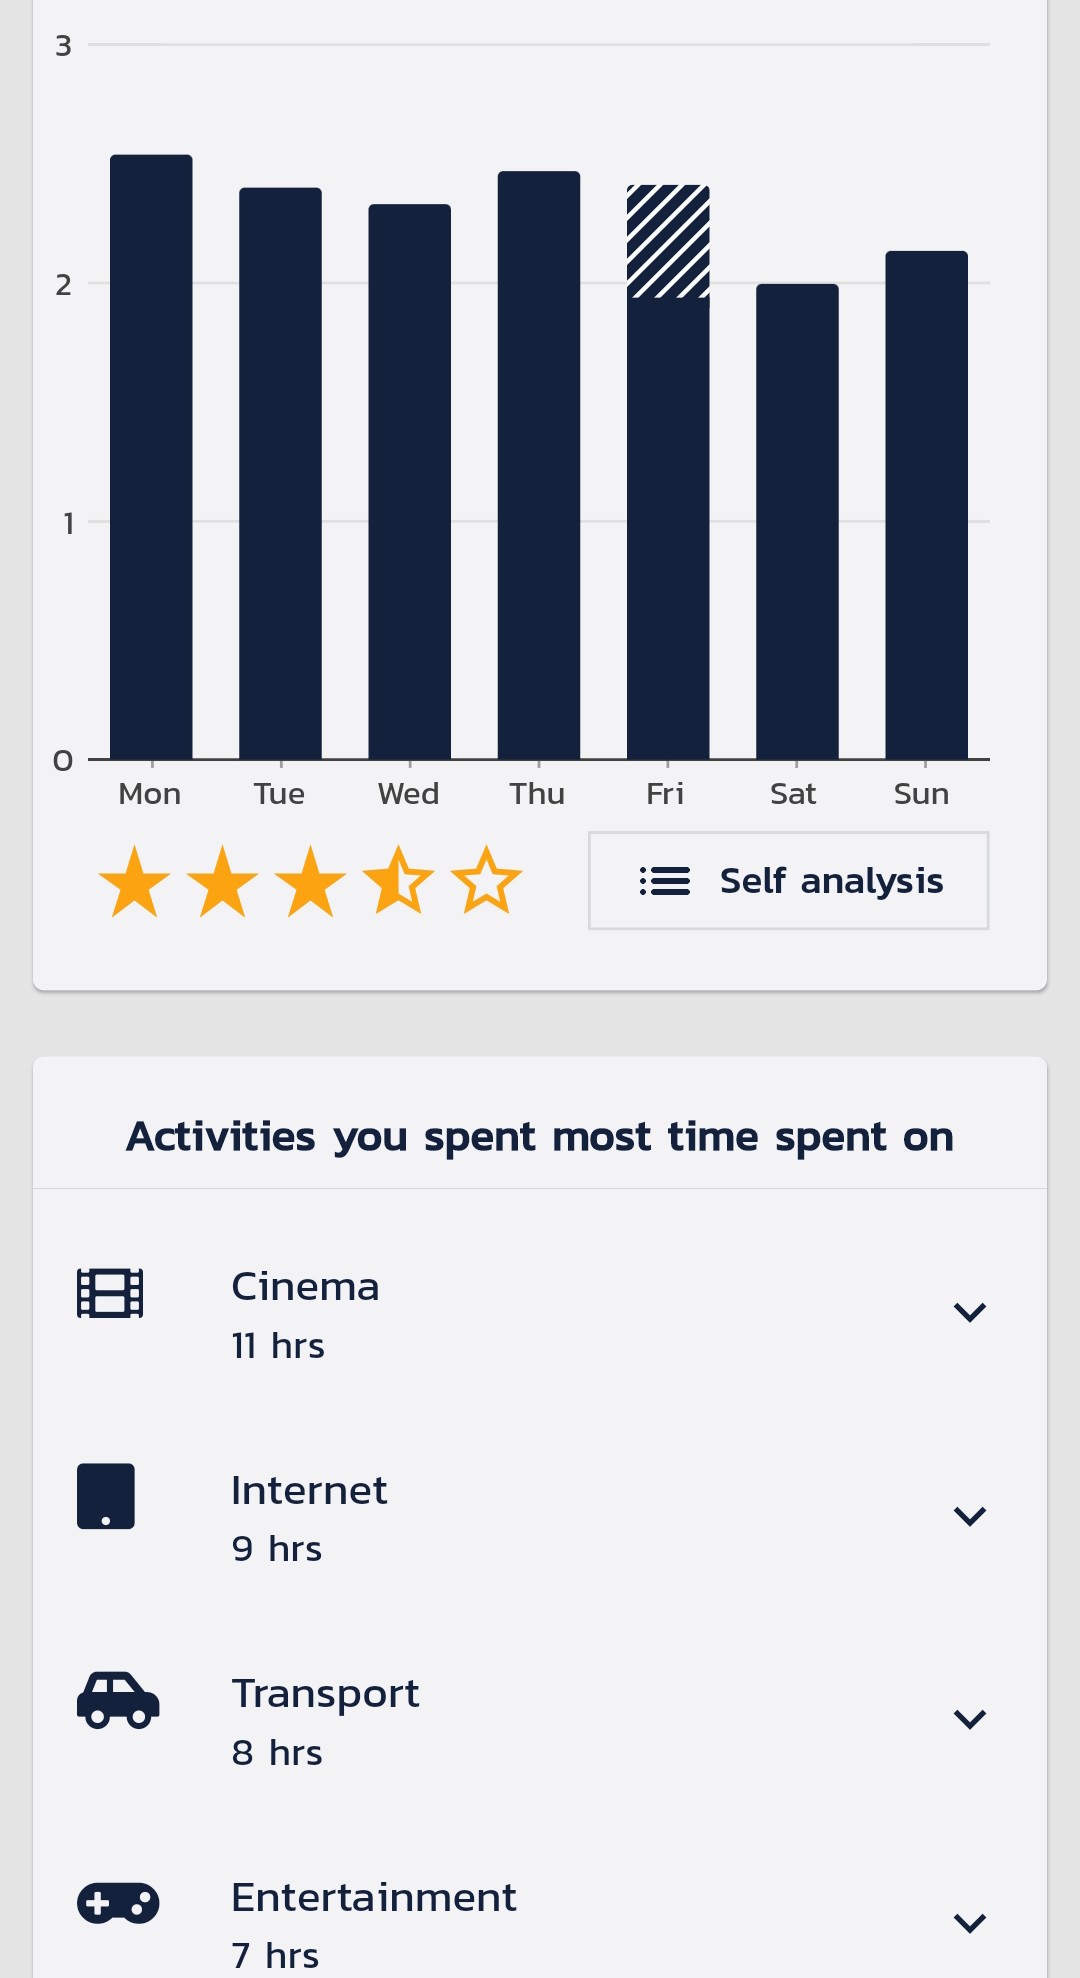 3
2
1
0
Mon Tue Wed Thu Fri Sat Sun
Self analysis
Activities you spent most time spent on
Cinema
11 hrs
Internet
9 hrs
Transport
8 hrs
Entertainment
7 hrs